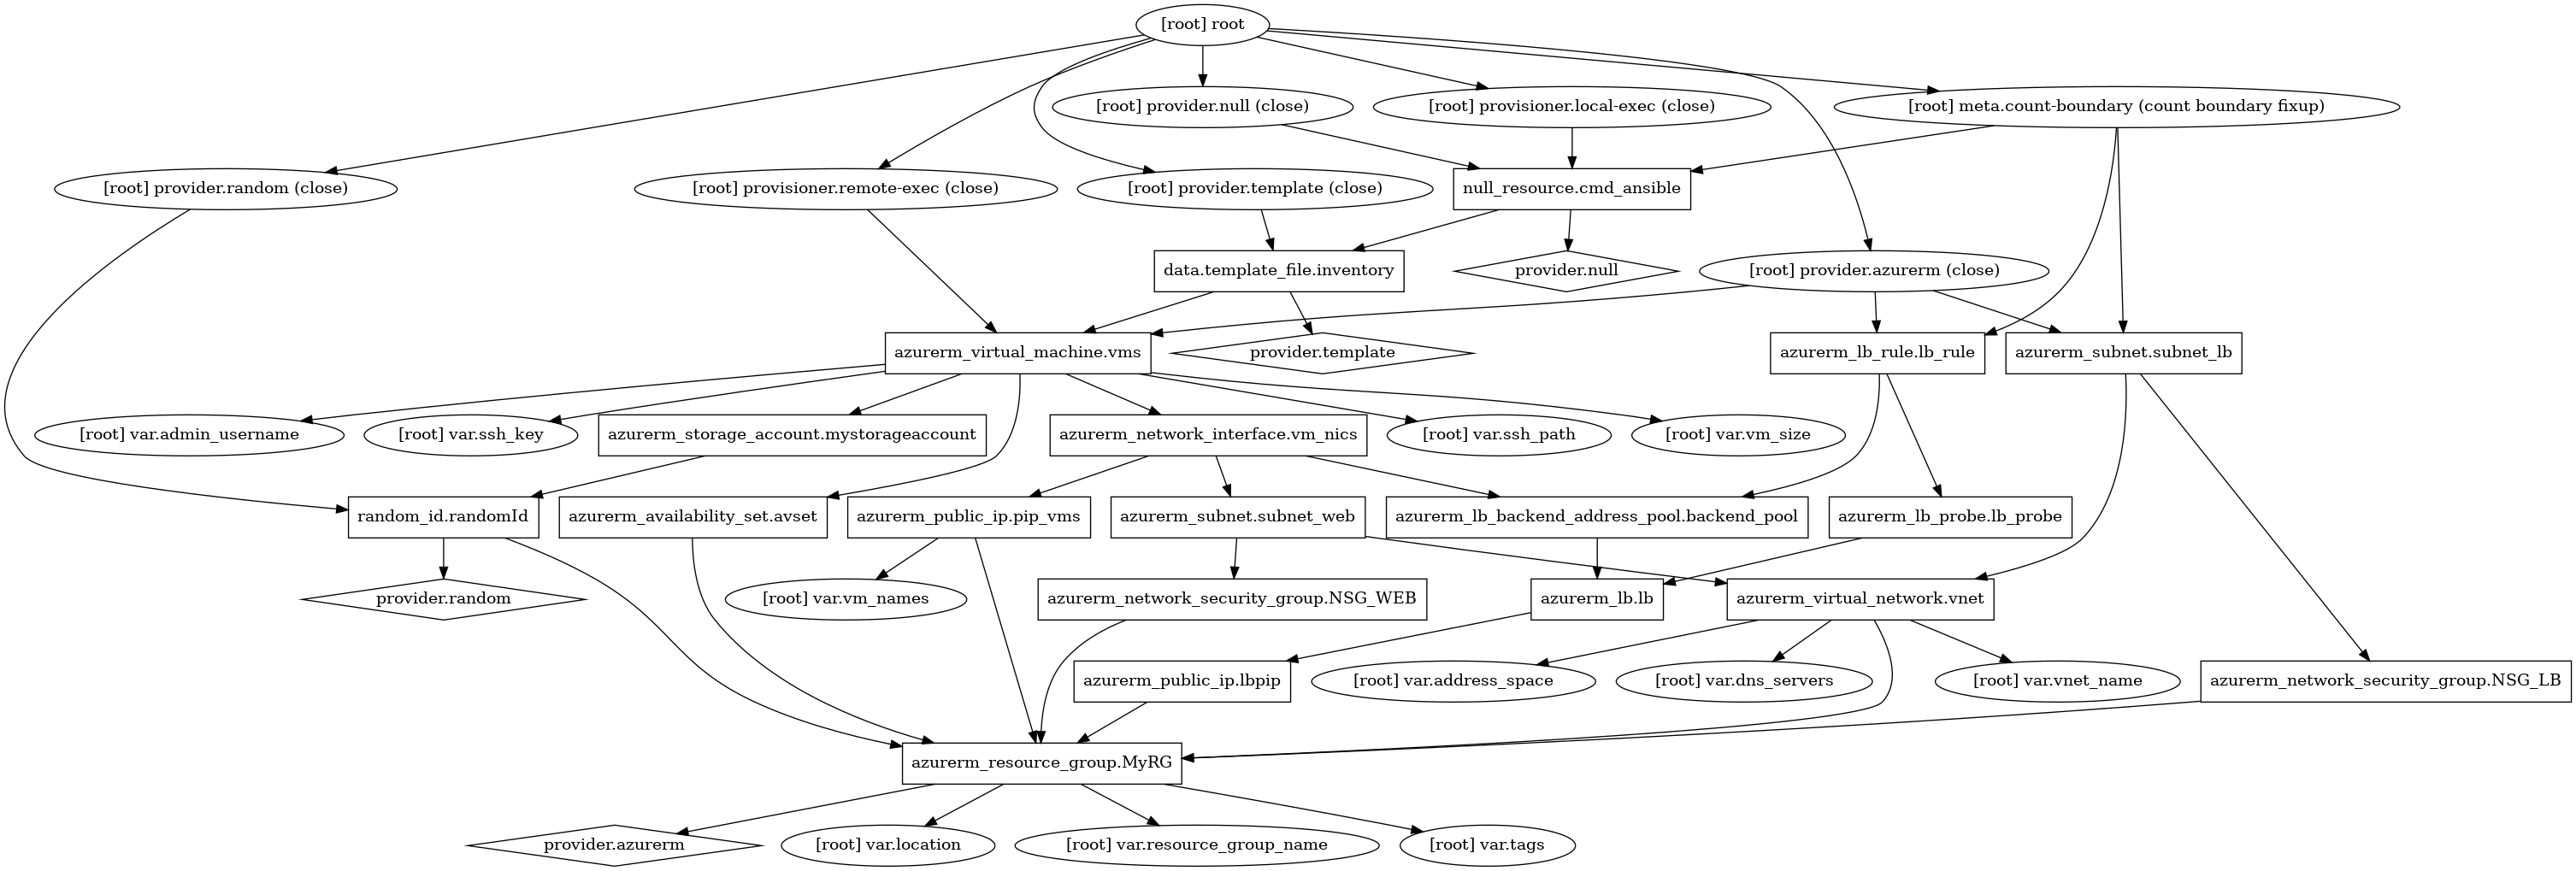 [root] root
[root] provider.null (close)
[root] provisioner.local-exec (close)
[root] meta.count-boundary (count boundary fixup)
[root] provider.random (close)
[root] provisioner.remote-exec (close)
[root] provider.template (close)
null_resource.cmd_ansible
data.template_file.inventory
provider.null
[root] provider.azurerm (close)
azurerm_virtual_machine.vms
provider.template
azurerm_lb_rule.lb_rule
azurerm_subnet.subnet_lb
[root] var.admin_username
[root] var.ssh_key
azurerm_storage_account.mystorageaccount
azurerm_network_interface.vm_nics
[root] var.ssh_path
[root] var.vm_size
random_id.randomId
azurerm_availability_set.avset
azurerm_public_ip.pip_vms
azurerm_subnet.subnet_web
azurerm_lb_backend_address_pool.backend_pool
azurerm_lb_probe.lb_probe
provider.random
[root] var.vm_names
azurerm_network_security_group.NSG_WEB
azurerm_lb.lb
azurerm_virtual_network.vnet
azurerm_public_ip.lbpip
[root] var.address_space
[root] var.dns_servers
[root] var.vnet_name
azurerm_network_security_group.NSG_LB
azurerm_resource_group.MyRG
provider.azurerm
[root] var.location
[root] var.resource_group_name
[root] var.tags